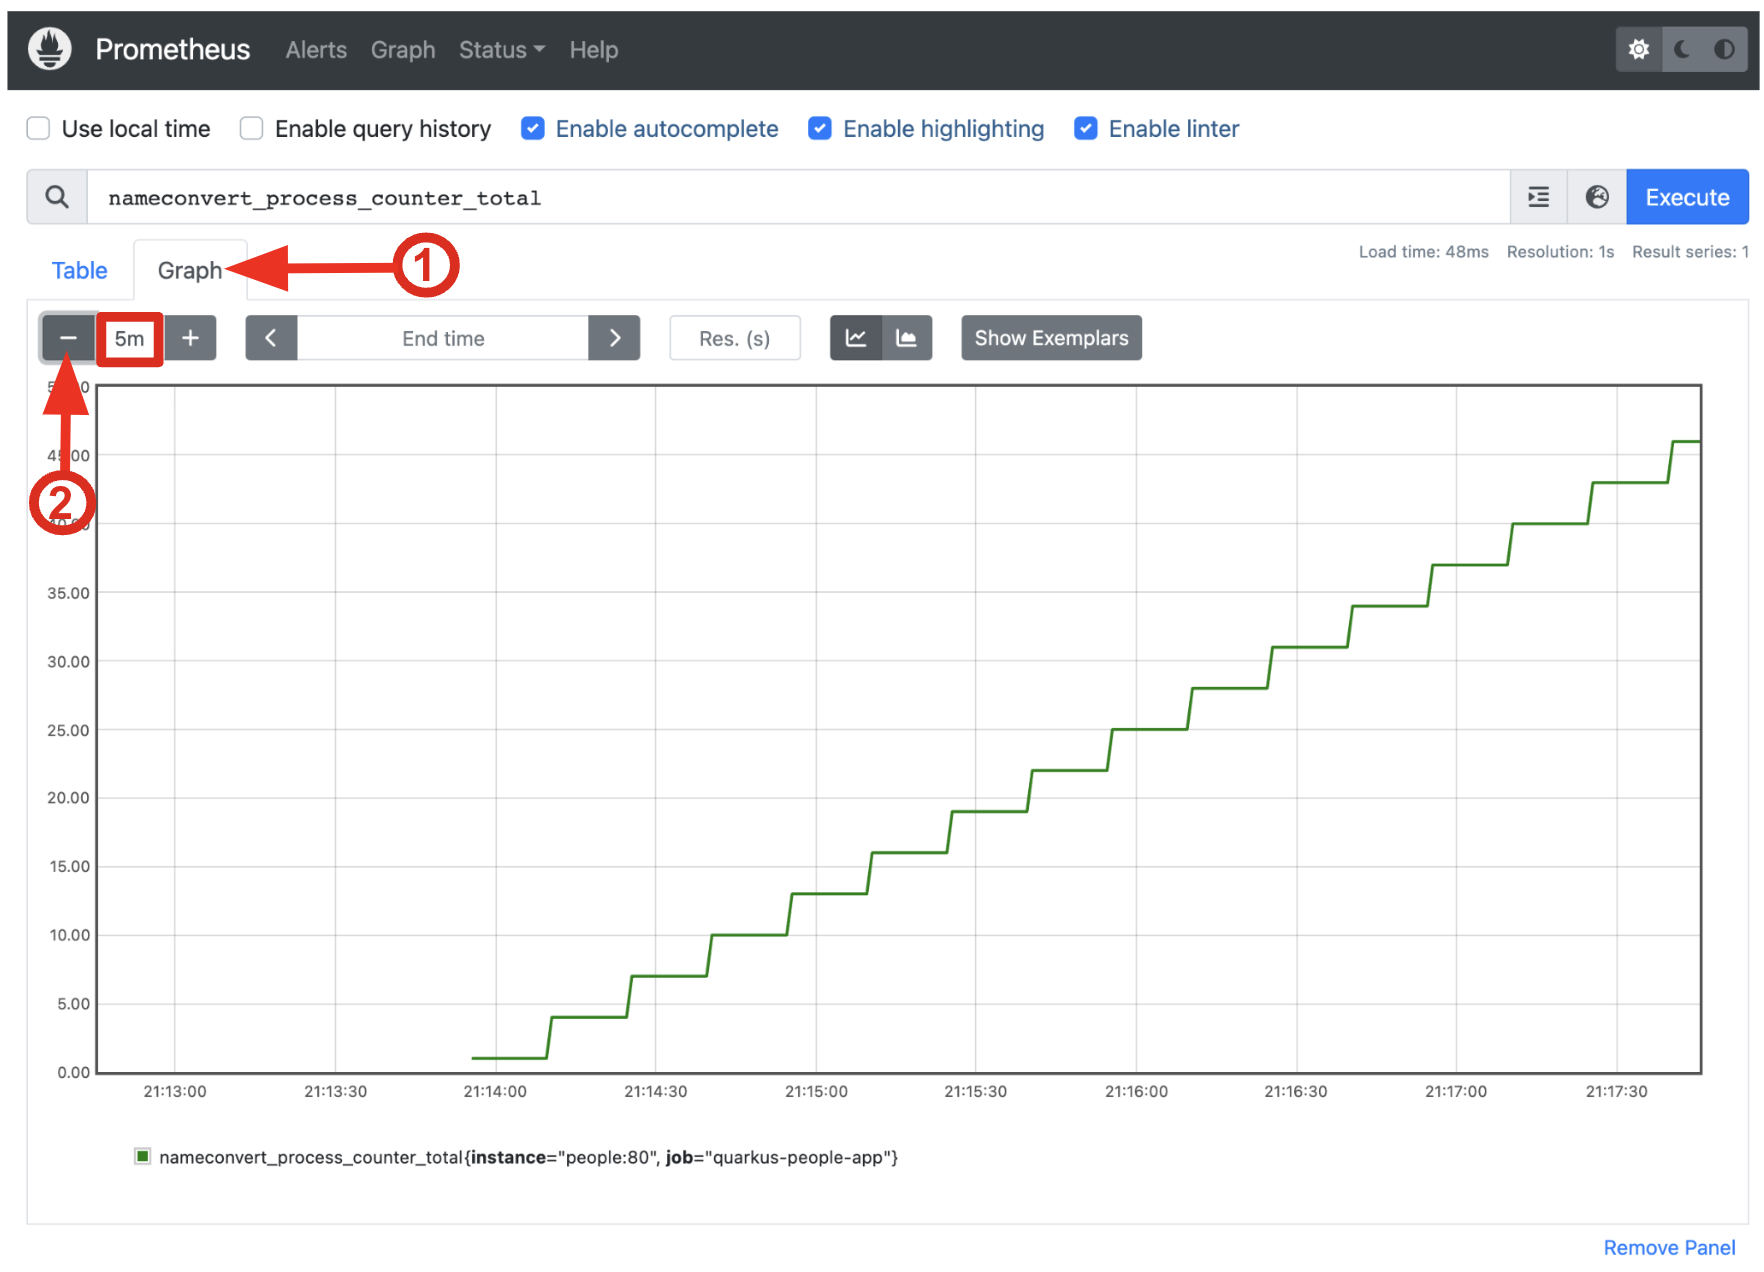 Prometheus Alerts Graph Status Help
Use local time Enable query history Enable autocomplete Enable highlighting Enable linter
nameconvert_process_counter_total Execute
Load time: 48ms Resolution: 1s Result series: 1
Table Graph 1
− 5m + < End time > Res. (s) Show Exemplars
45.00
2
35.00
30.00
25.00
20.00
15.00
10.00
5.00
0.00
21:13:00 21:13:30 21:14:00 21:14:30 21:15:00 21:15:30 21:16:00 21:16:30 21:17:00 21:17:30
nameconvert_process_counter_total{instance="people:80", job="quarkus-people-app"}
Remove Panel